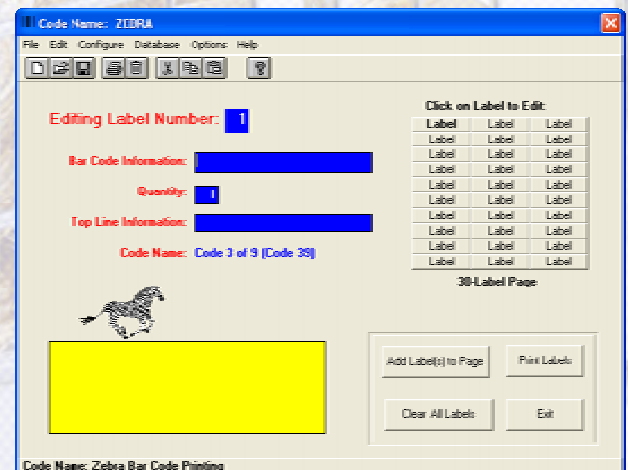 Code Name: ZEBRA
File Edit Configure Database Options Help
Editing Label Number: 1
Bar Code Information:
Quantity: 1
Top Line Information:
Code Name: Code 3 of 9 (Code 39)
Click on Label to Edit:
Label Label Label
Label Label Label
Label Label Label
Label Label Label
Label Label Label
Label Label Label
Label Label Label
Label Label Label
Label Label Label
Label Label Label
30-Label Page
Add Label(s) to Page Print Labels
Clear All Labels Exit
Code Name: Zebra Bar Code Printing